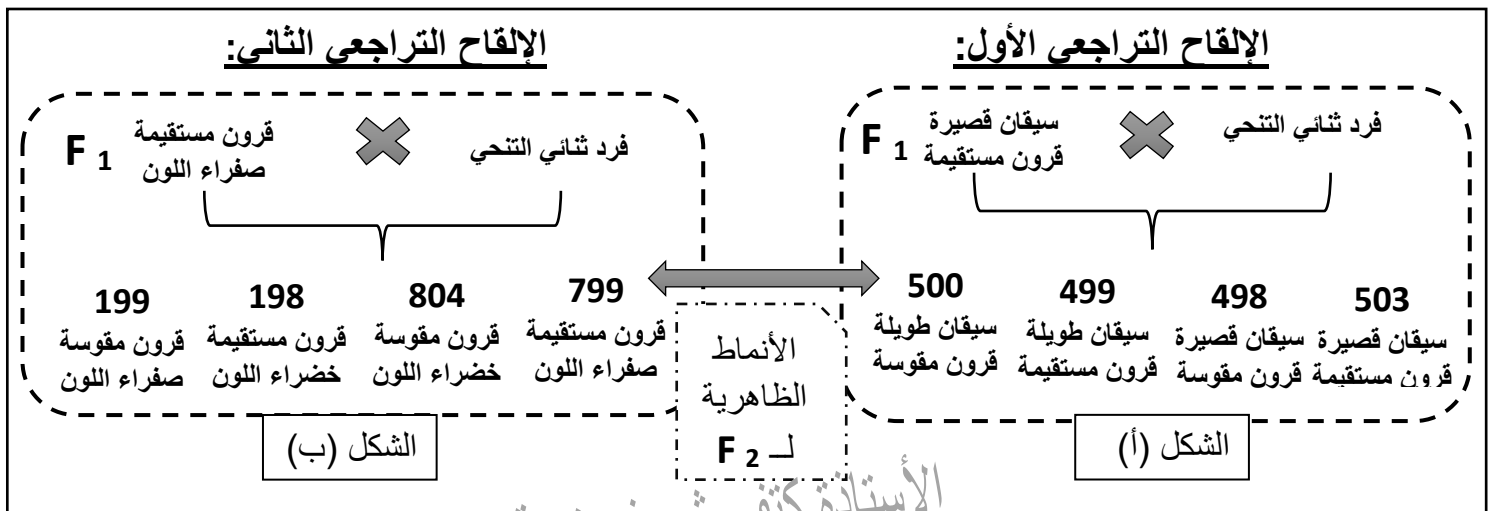 الإلقاح التراجعي الأول:
فرد ثنائي التنحي
سيقان قصيرة
قرون مستقيمة
F 1
503
سيقان قصيرة
قرون مستقيمة
498
سيقان قصيرة
قرون مقوسة
499
سيقان طويلة
قرون مستقيمة
500
سيقان طويلة
قرون مقوسة
الشكل (أ)
الأنماط
الظاهرية
لـ F 2
الإلقاح التراجعي الثاني:
فرد ثنائي التنحي
قرون مستقيمة
صفراء اللون
F 1
799
قرون مستقيمة
صفراء اللون
804
قرون مقوسة
خضراء اللون
198
قرون مستقيمة
خضراء اللون
199
قرون مقوسة
صفراء اللون
الشكل (ب)
الأستاذة